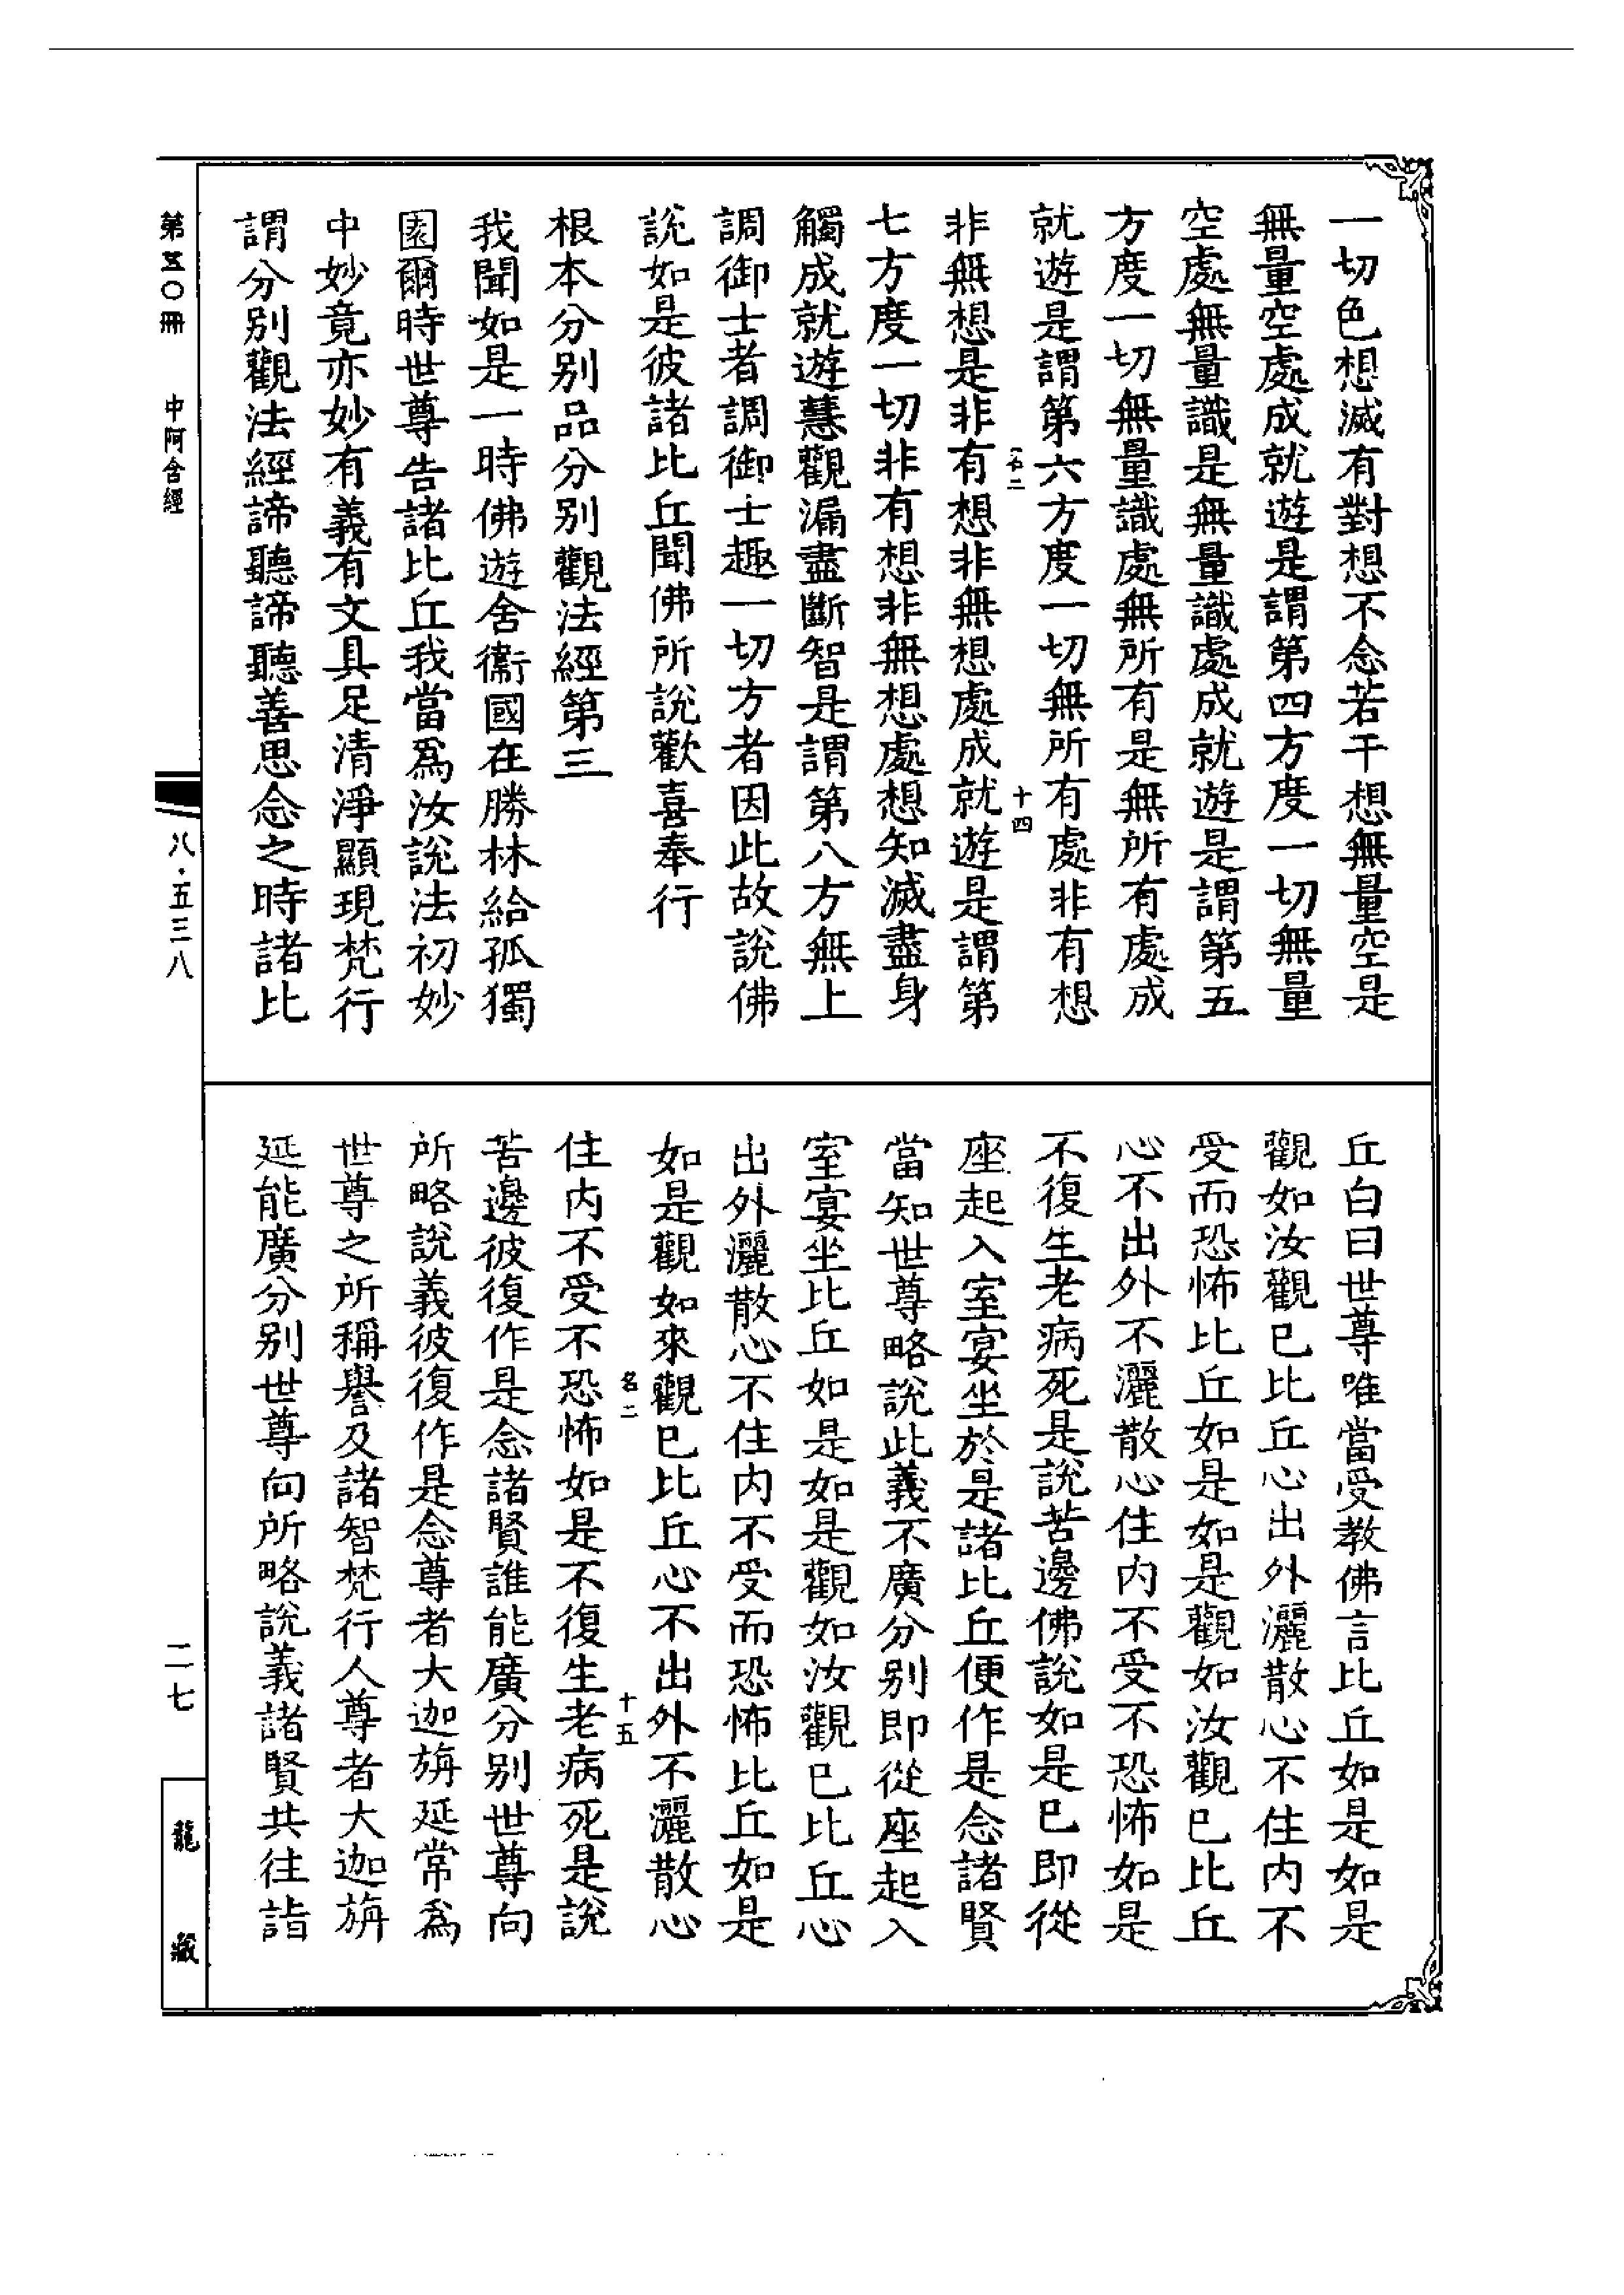 一切色想滅有對想不念若干想無量空是
無量空處成就遊是謂第四方度一切無量
空處無量識是無量識處成就遊是謂第五
方度一切無量識處無所有是無所有處成
就遊是謂第六方度一切無所有處非有想
名二
十四
非無想是非有想非無想處成就遊是謂第
七方度一切非有想非無想處想知滅盡身
觸成就遊慧觀漏盡斷智是謂第八方無上
調御士者調御士趣一切方者因此故說佛
說如是彼諸比丘聞佛所說歡喜奉行
根本分别品分别觀法經第三
我聞如是一時佛遊舍衞國在勝林給孤獨
園爾時世尊告諸比丘我當爲汝說法初妙
中妙竟亦妙有義有文具足清淨顯現梵行
謂分别觀法經諦聽諦聽善思念之時諸比
丘白曰世尊唯當受教佛言比丘如是如是
觀如汝觀已比丘心出外灑散心不住内不
受而恐怖比丘如是如是觀如汝觀已比丘
心不出外不灑散心住内不受不恐怖如是
不復生老病死是說苦邊佛說如是已即從
座起入室宴坐於是諸比丘便作是念諸賢
當知世尊略說此義不廣分别即從座起入
室宴坐比丘如是如是觀如汝觀已比丘心
出外灑散心不住内不受而恐怖比丘如是
如是觀如來觀已比丘心不出外不灑散心
名二
十五
住内不受不恐怖如是不復生老病死是說
苦邊彼復作是念諸賢誰能廣分别世尊向
所略說義彼復作是念尊者大迦旃延常爲
世尊之所稱譽及諸智梵行人尊者大迦旃
延能廣分别世尊向所略說義諸賢共往詣
第五〇冊
中阿含經
八·五三八
二七
龍藏